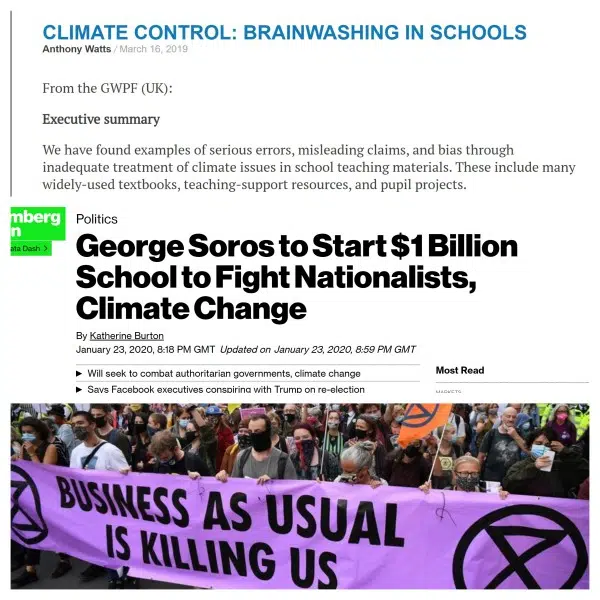 CLIMATE CONTROL: BRAINWASHING IN SCHOOLS
Anthony Watts / March 16, 2019
From the GWPF (UK):
Executive summary
We have found examples of serious errors, misleading claims, and bias through
inadequate treatment of climate issues in school teaching materials. These include many
widely-used textbooks, teaching-support resources, and pupil projects.
mberg
n
ata Dash >
Politics
George Soros to Start $1 Billion
School to Fight Nationalists,
Climate Change
By Katherine Burton
January 23, 2020, 8:18 PM GMT Updated on January 23, 2020, 8:59 PM GMT
▶ Will seek to combat authoritarian governments, climate change
▶ Says Facebook executives conspiring with Trump on re-election
Most Read
MARKETS
BUSINESS AS USUAL
IS KILLING US